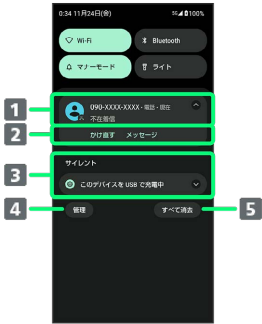 0:34 11月24日(金) 5G 100%
Wi-Fi Bluetooth
マナーモード ライト
1
090-XXXX-XXXX・電話・現在
不在着信
2
かけ直す メッセージ
サイレント
3
このデバイスを USB で充電中
4 管理 すべて消去 5